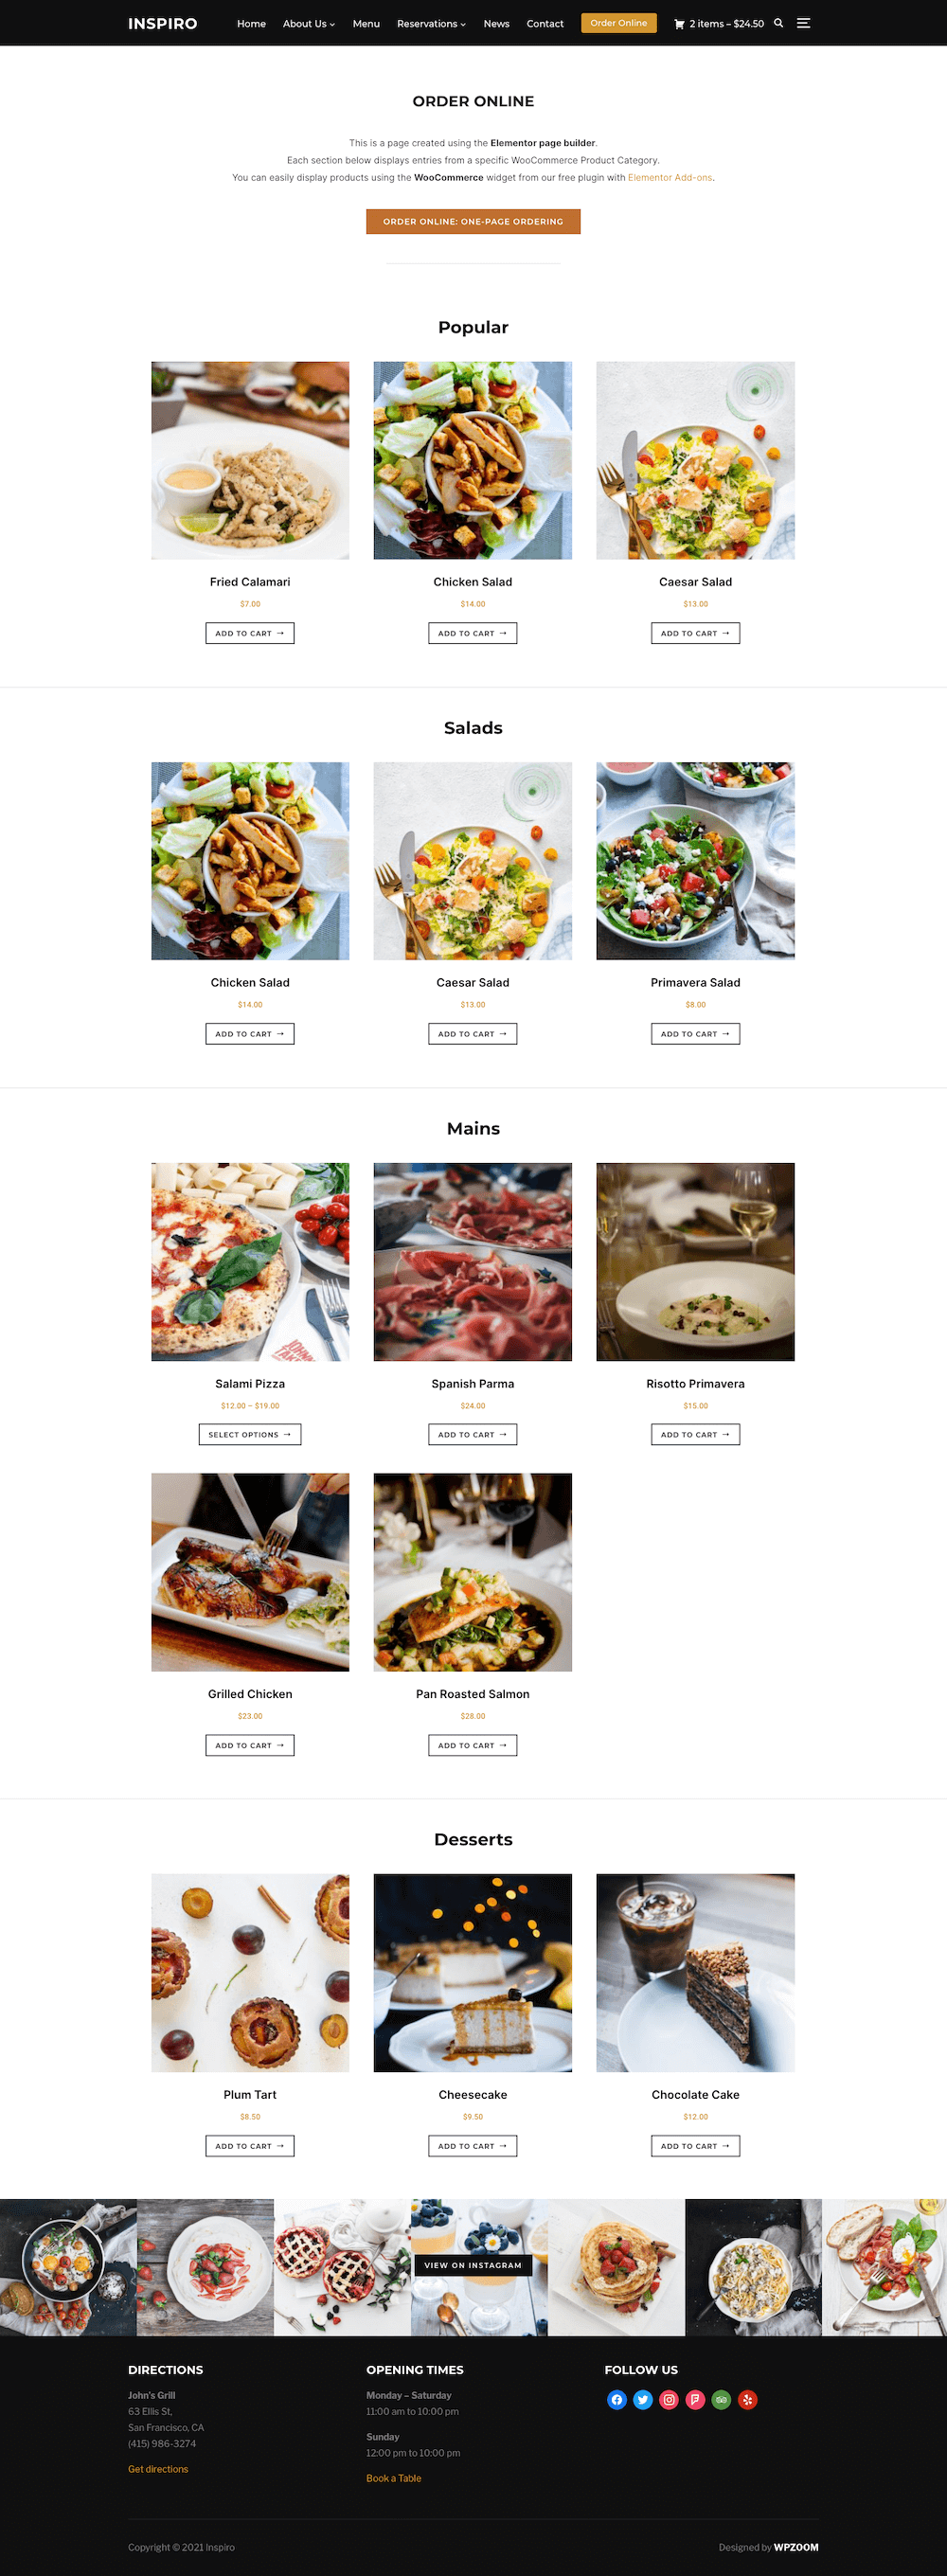 INSPIRO
Home About Us Menu Reservations News Contact Order Online 2 items – $24.50
ORDER ONLINE
This is a page created using the Elementor page builder.
Each section below displays entries from a specific WooCommerce Product Category.
You can easily display products using the WooCommerce widget from our free plugin with Elementor Add-ons.
ORDER ONLINE: ONE-PAGE ORDERING
Popular
Fried Calamari Chicken Salad Caesar Salad
$7.00 $14.00 $13.00
ADD TO CART → ADD TO CART → ADD TO CART →
Salads
Chicken Salad Caesar Salad Primavera Salad
$14.00 $13.00 $8.00
ADD TO CART → ADD TO CART → ADD TO CART →
Mains
Salami Pizza Spanish Parma Risotto Primavera
$12.00 – $19.00 $24.00 $15.00
SELECT OPTIONS → ADD TO CART → ADD TO CART →
Grilled Chicken Pan Roasted Salmon
$23.00 $28.00
ADD TO CART → ADD TO CART →
Desserts
Plum Tart Cheesecake Chocolate Cake
$8.50 $9.50 $12.00
ADD TO CART → ADD TO CART → ADD TO CART →
VIEW ON INSTAGRAM
DIRECTIONS
John's Grill
63 Ellis St,
San Francisco, CA
(415) 986-3274
Get directions
OPENING TIMES
Monday – Saturday
11:00 am to 10:00 pm
Sunday
12:00 pm to 10:00 pm
Book a Table
FOLLOW US
Copyright © 2021 Inspiro
Designed by WPZOOM